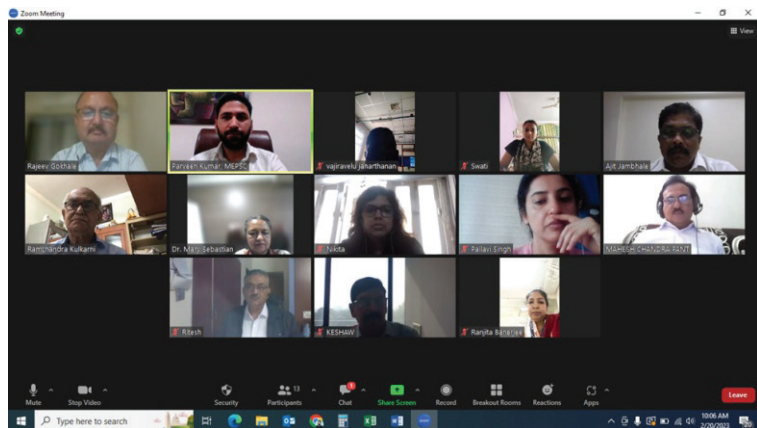 Zoom Meeting
View
Rajeev Gokhale
Parveen Kumar, MEPSC
vajiravelu janarthanan
Swati
Ajit Jambhale
Ramchandra Kulkarni
Dr. Mary Sebastian
Nikita
Pallavi Singh
MAHESH CHANDRA PANT
Ritesh
KESHAW
Ranjita Banerjee
13
1
Mute
Stop Video
Security
Participants
Chat
Share Screen
Record
Breakout Rooms
Reactions
Apps
Leave
Type here to search
10:06 AM
2/20/2023
20